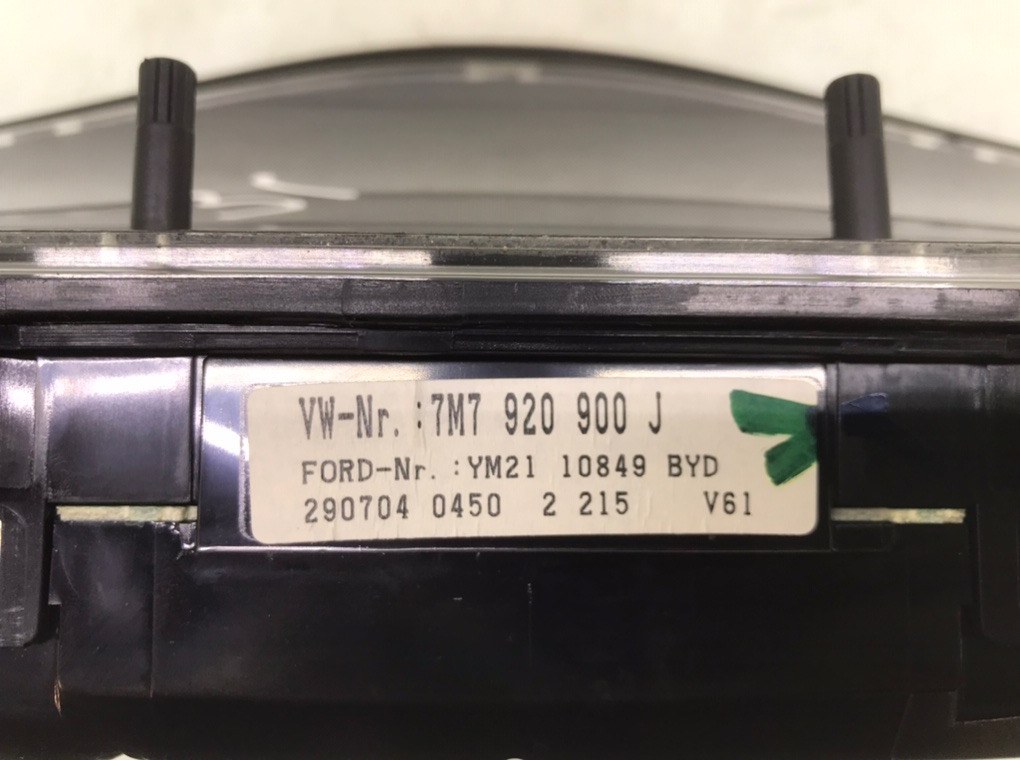 VW-Nr. :7M7 920 900 J
FORD-Nr. :YM21 10849 BYD
290704 0450 2 215 V61